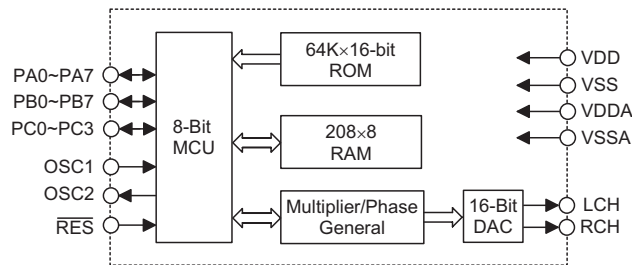 PA0~PA7
PB0~PB7
PC0~PC3
OSC1
OSC2
RES
8-Bit
MCU
64K×16-bit
ROM
208×8
RAM
Multiplier/Phase
General
16-Bit
DAC
VDD
VSS
VDDA
VSSA
LCH
RCH